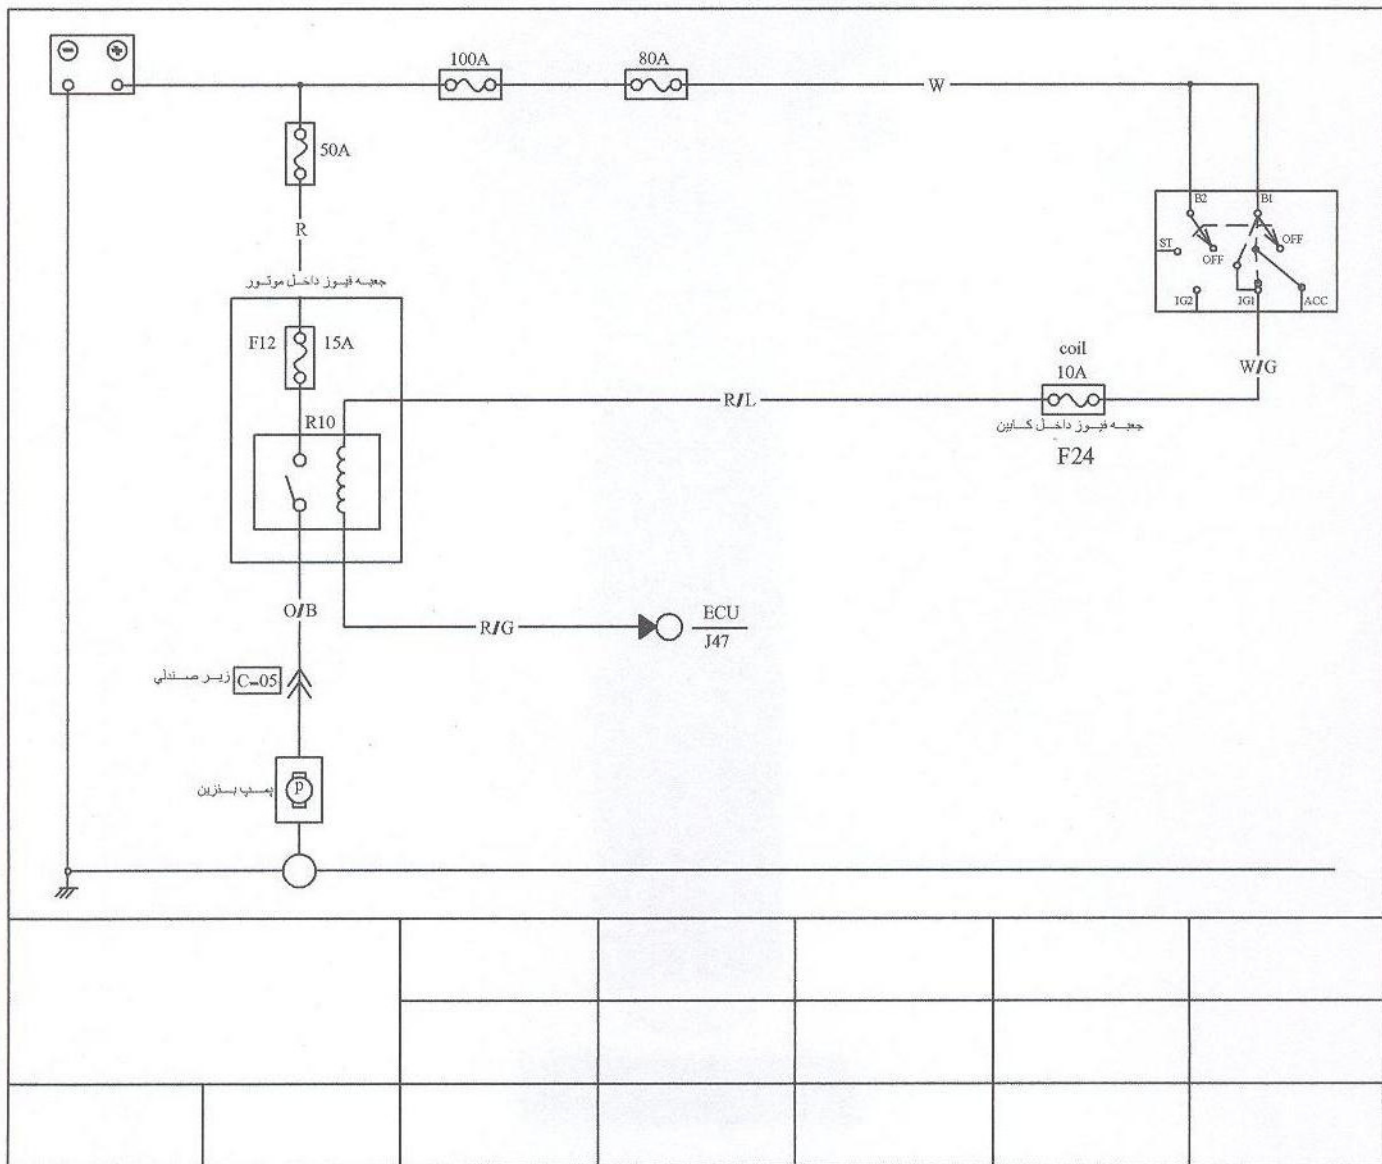 100A
80A
W
50A
R
B2
B1
ST
OFF
OFF
IG2
IG1
ACC
جعبه فیوز داخل موتور
F12
15A
coil
10A
W/G
R/L
جعبه فیوز داخل کابین
F24
R10
O/B
R/G
ECU
J47
زیر صندلي
C-05
پمپ بنزین
P